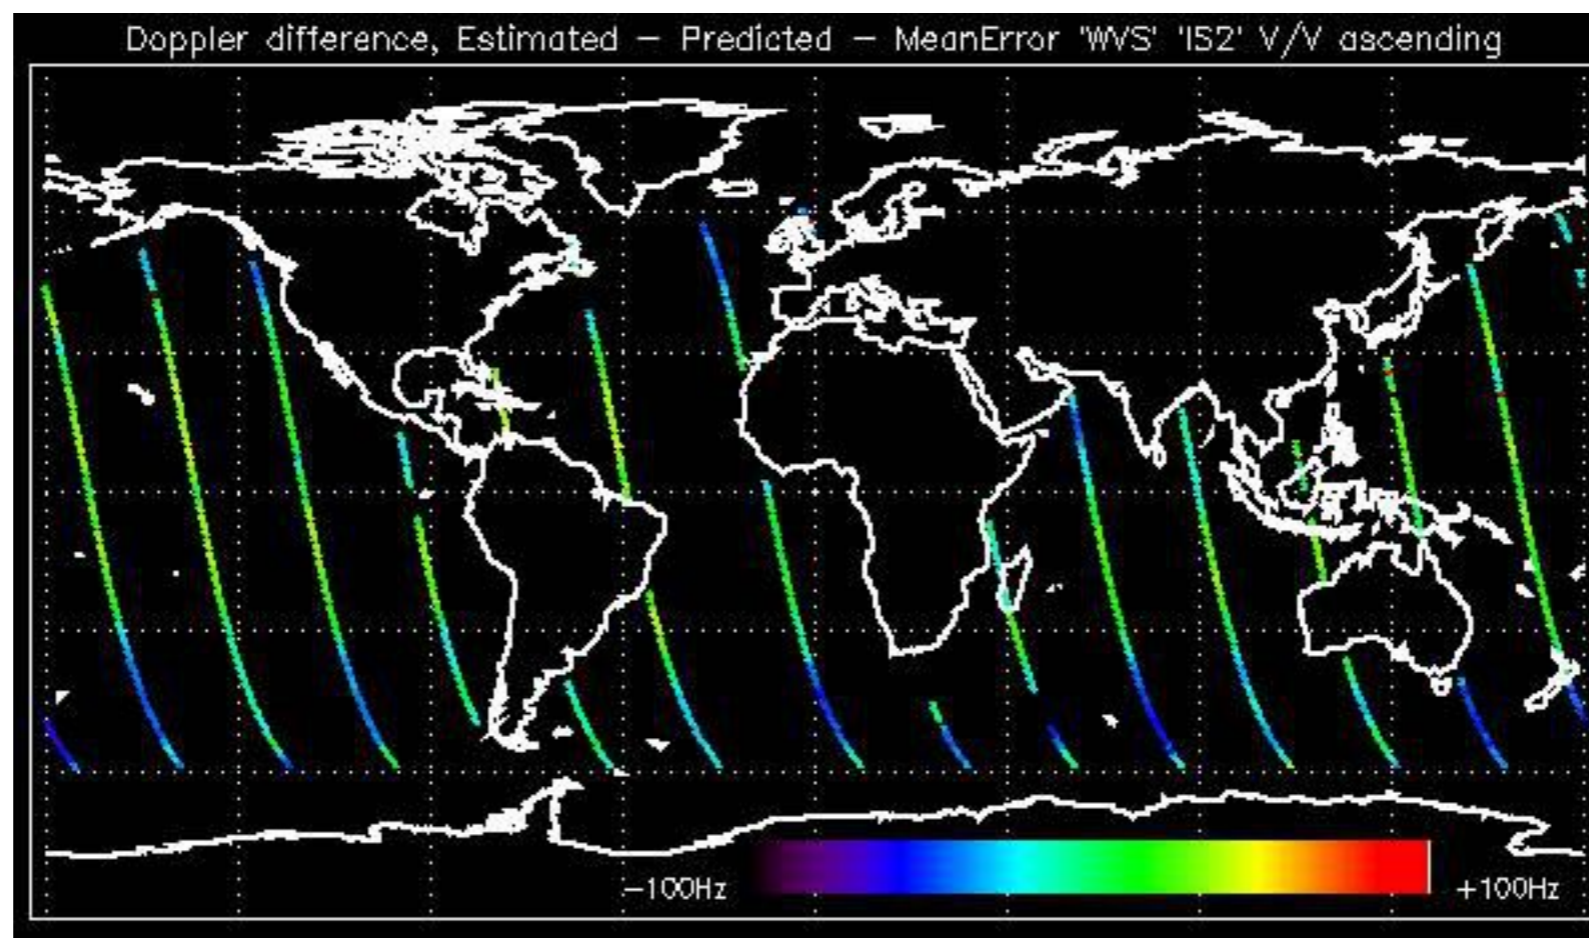 Doppler difference, Estimated – Predicted – MeanError 'WVS' 'IS2' V/V ascending
-100Hz +100Hz